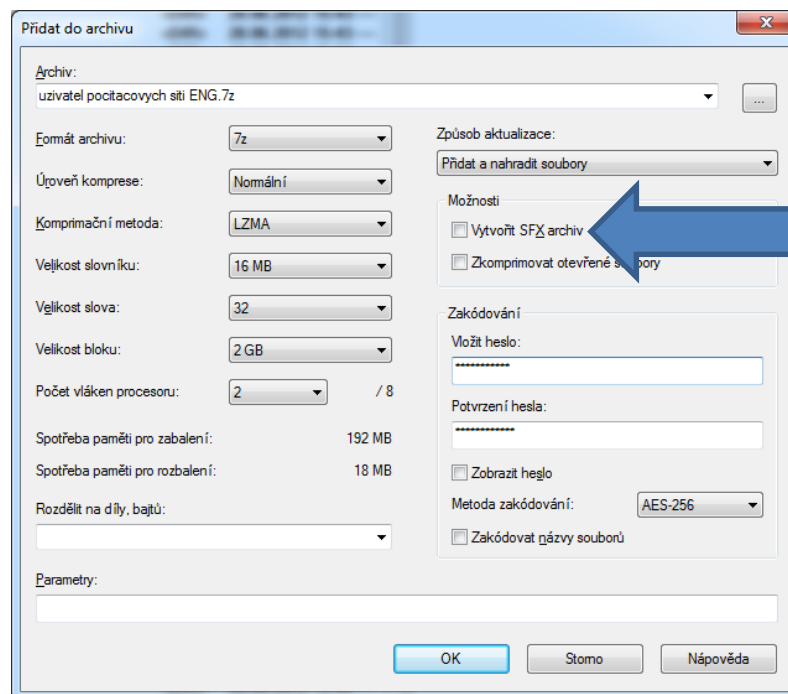 Přidat do archivu
Archiv:
uzivatel pocitacovych siti ENG.7z
...
Formát archivu:
7z
Úroveň komprese:
Normální
Komprimační metoda:
LZMA
Velikost slovníku:
16 MB
Velikost slova:
32
Velikost bloku:
2 GB
Počet vláken procesoru:
2
/ 8
Spotřeba paměti pro zabalení:
192 MB
Spotřeba paměti pro rozbalení:
18 MB
Rozdělit na díly, bajtů:
Způsob aktualizace:
Přidat a nahradit soubory
Možnosti
Vytvořit SFX archiv
Zkomprimovat otevřené
Zakódování
Vložit heslo:
***********
Potvrzení hesla:
************
Zobrazit heslo
Metoda zakódování:
AES-256
Zakódovat názvy souborů
Parametry:
OK
Storno
Nápověda